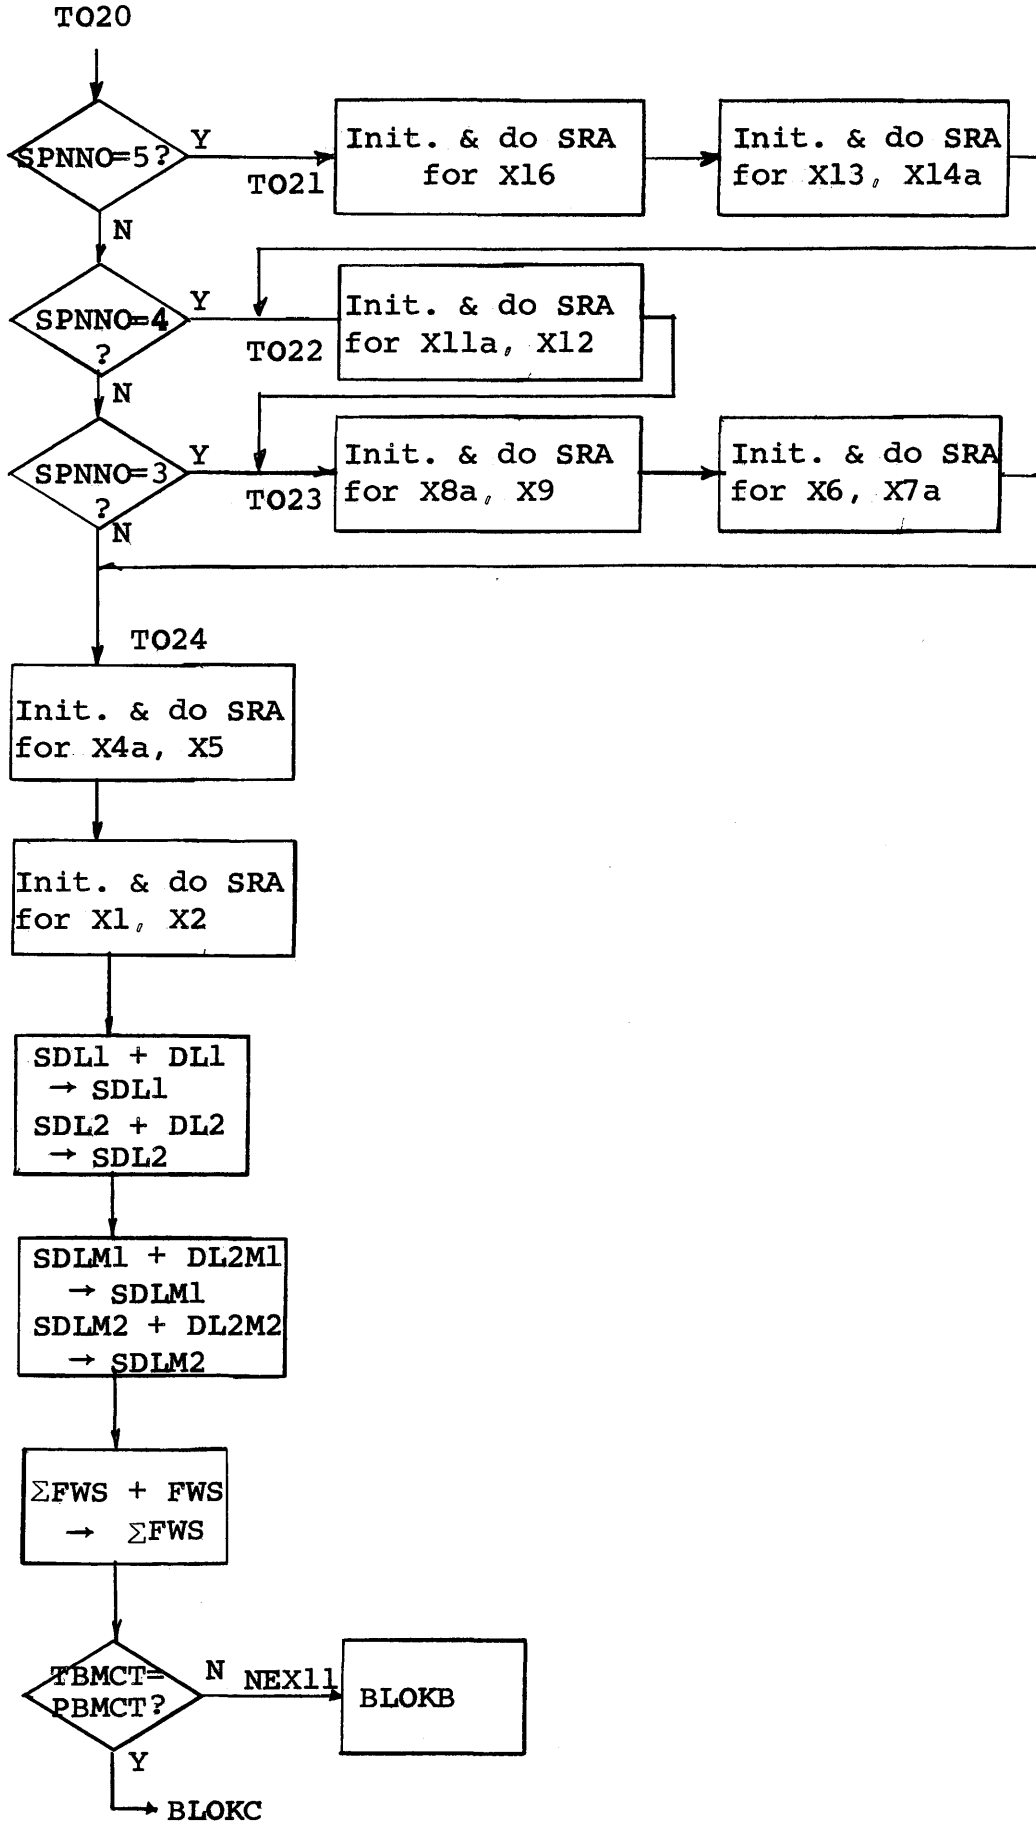 TO20
SPNNO=5?
Y
TO21
Init. & do SRA
for X16
Init. & do SRA
for X13, X14a
N
SPNNO=4
?
Y
TO22
Init. & do SRA
for X11a, X12
N
SPNNO=3
?
Y
TO23
Init. & do SRA
for X8a, X9
Init. & do SRA
for X6, X7a
N
TO24
Init. & do SRA
for X4a, X5
Init. & do SRA
for X1, X2
SDL1 + DL1
→ SDL1
SDL2 + DL2
→ SDL2
SDLM1 + DL2M1
→ SDLM1
SDLM2 + DL2M2
→ SDLM2
ΣFWS + FWS
→ ΣFWS
TBMCT=
PBMCT?
N
NEX11
BLOKB
Y
BLOKC